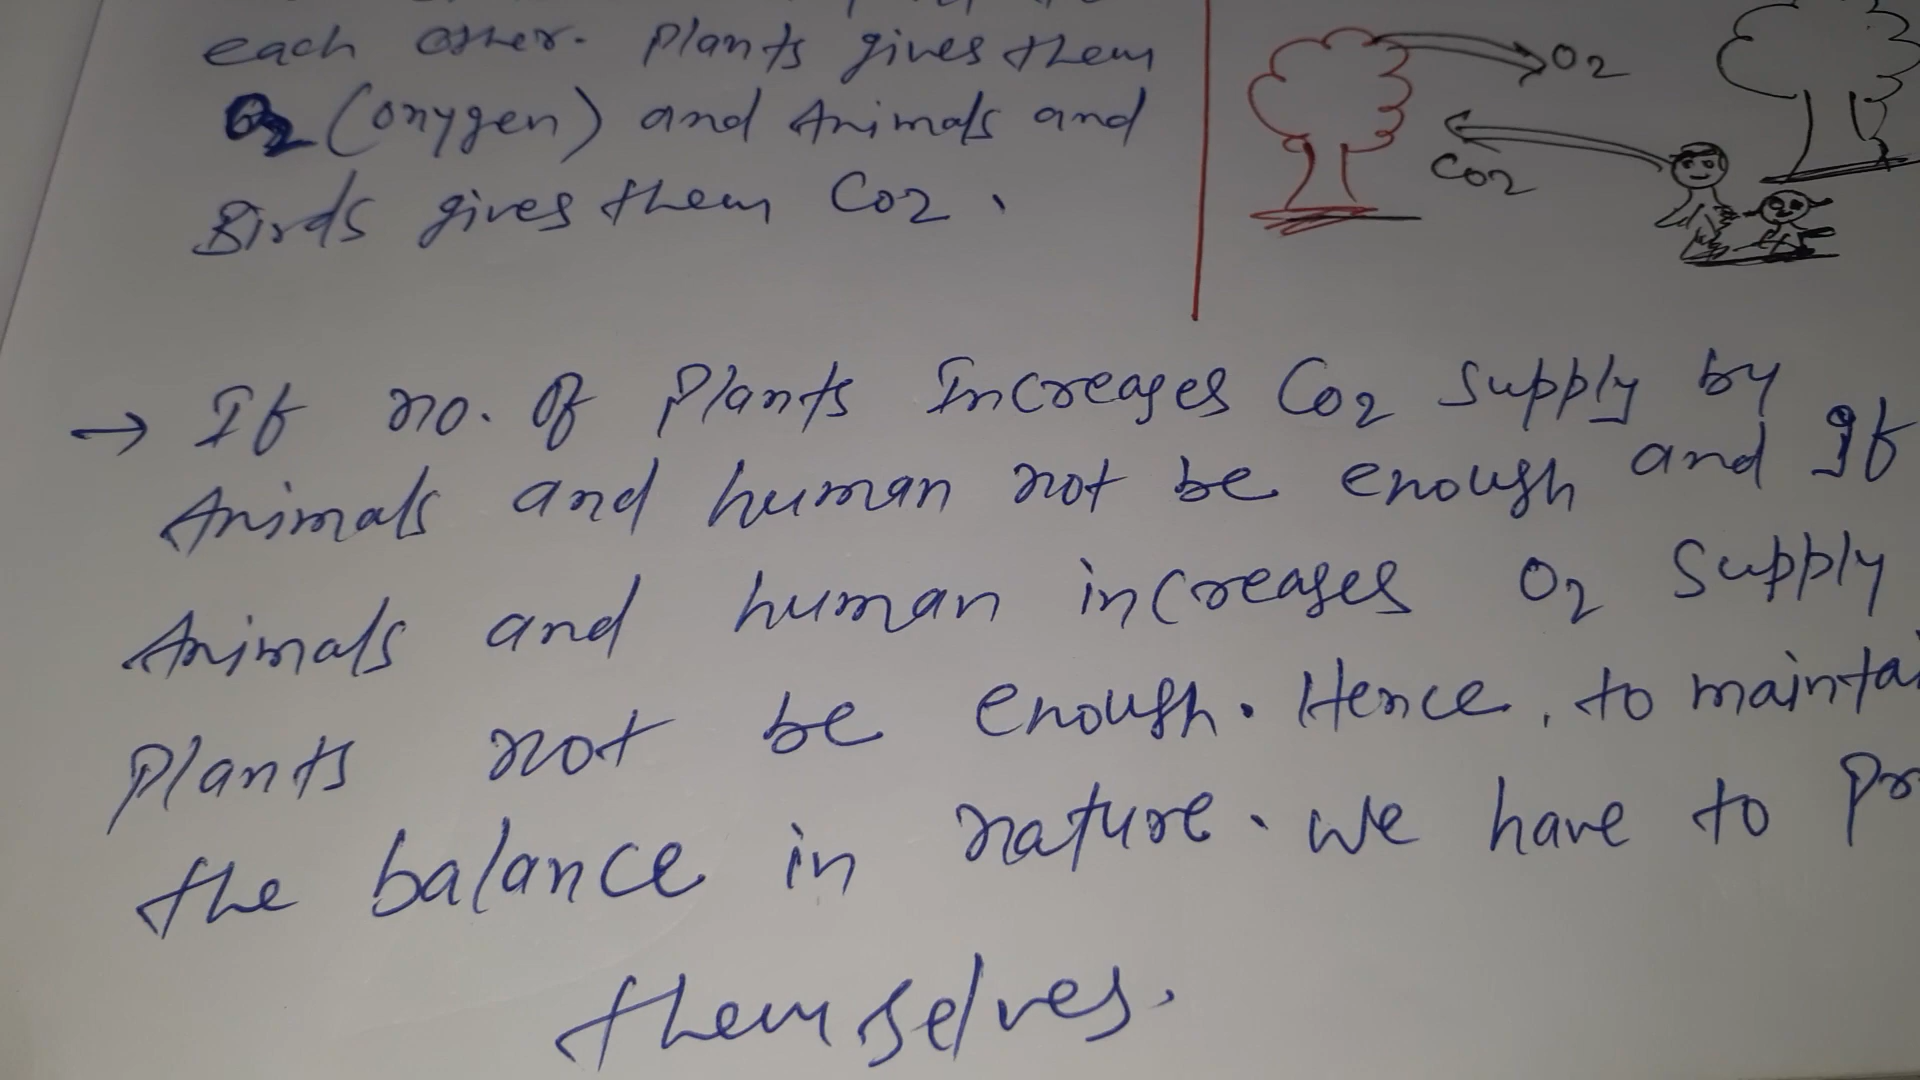 each other. Plants gives them
O2 (oxygen) and Animals and
Birds gives them Co2.
O2
Co2
→ If no. Of Plants Increases Co2 Supply by
Animals and human not be enough and If
Animals and human increases O2 Supply
Plants not be enough. Hence, to maintai
the balance in nature. We have to Pr
themselves.